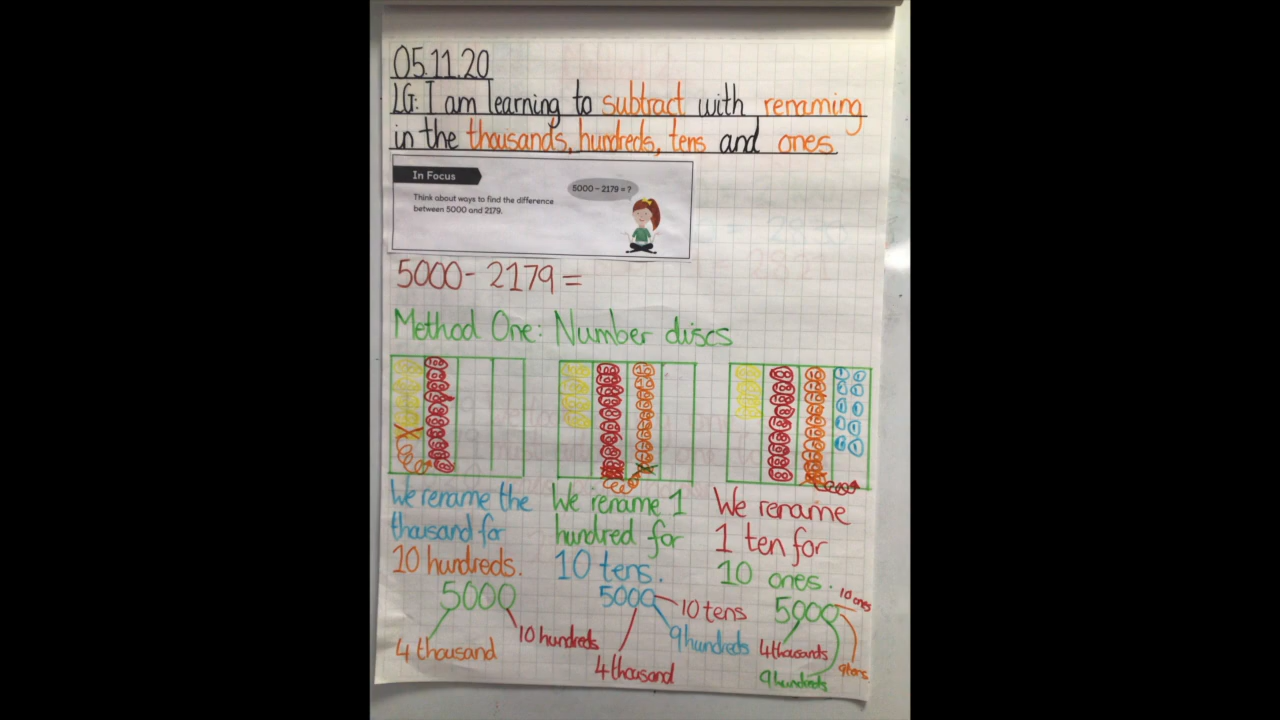 05.11.20
LG: I am learning to subtract with renaming
in the thousands, hundreds, tens and ones.
In Focus
Think about ways to find the difference
between 5000 and 2179.
5000 – 2179 = ?
5000 - 2179 =
Method One: Number discs
We rename the
thousand for
10 hundreds.
5000
4 thousand
10 hundreds
We rename 1
hundred for
10 tens.
5000
10 tens
9 hundreds
4 thousand
We rename
1 ten for
10 ones.
5000
10 ones
4 thousands
9 tens
9 hundreds